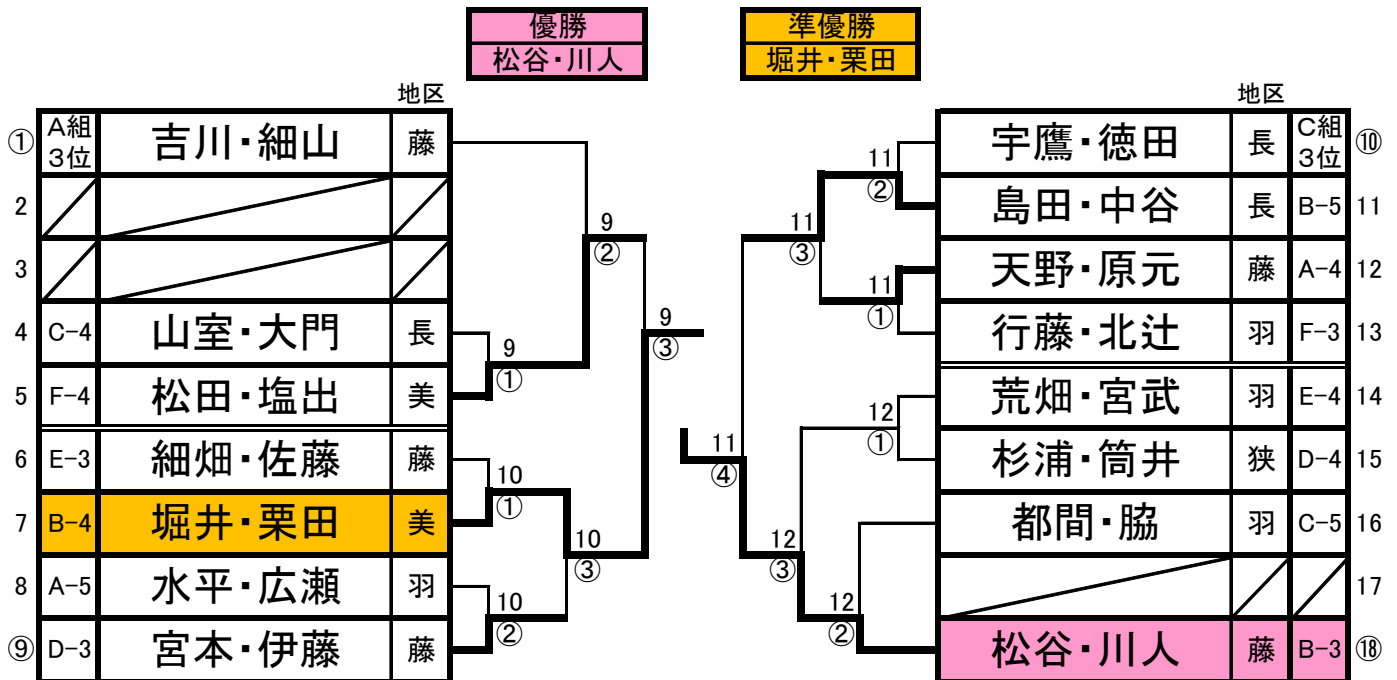 優勝
松谷・川人
準優勝
堀井・栗田
地区
① A組3位 吉川・細山 藤
2
3
4 C-4 山室・大門 長
5 F-4 松田・塩出 美
6 E-3 細畑・佐藤 藤
7 B-4 堀井・栗田 美
8 A-5 水平・広瀬 羽
⑨ D-3 宮本・伊藤 藤
9 ②
9 ①
9 ③
10 ①
10 ③
10 ②
地区
宇鷹・徳田 長 C組3位 ⑩
島田・中谷 長 B-5 11
天野・原元 藤 A-4 12
行藤・北辻 羽 F-3 13
荒畑・宮武 羽 E-4 14
杉浦・筒井 狭 D-4 15
都間・脇 羽 C-5 16
17
松谷・川人 藤 B-3 ⑱
11 ②
11 ③
11 ①
12 ①
11 ④
12 ③
12 ②